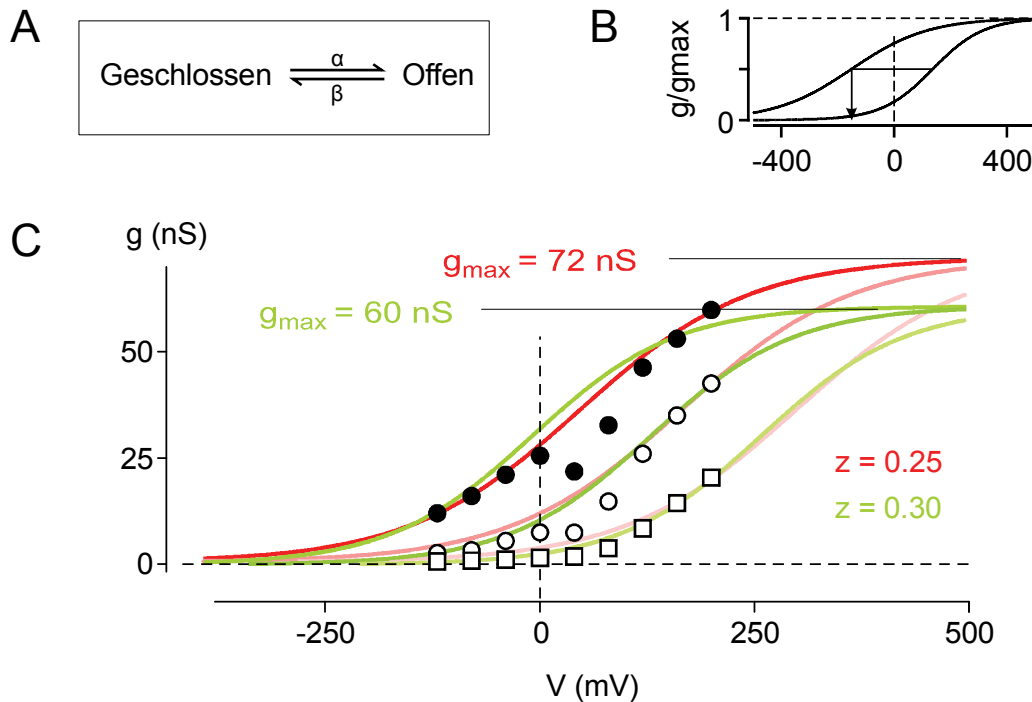 A
Geschlossen α β Offen
B
g/gmax
1
0
-400 0 400
C
g (nS)
gmax = 72 nS
gmax = 60 nS
50
25
0
z = 0.25
z = 0.30
-250 0 250 500
V (mV)